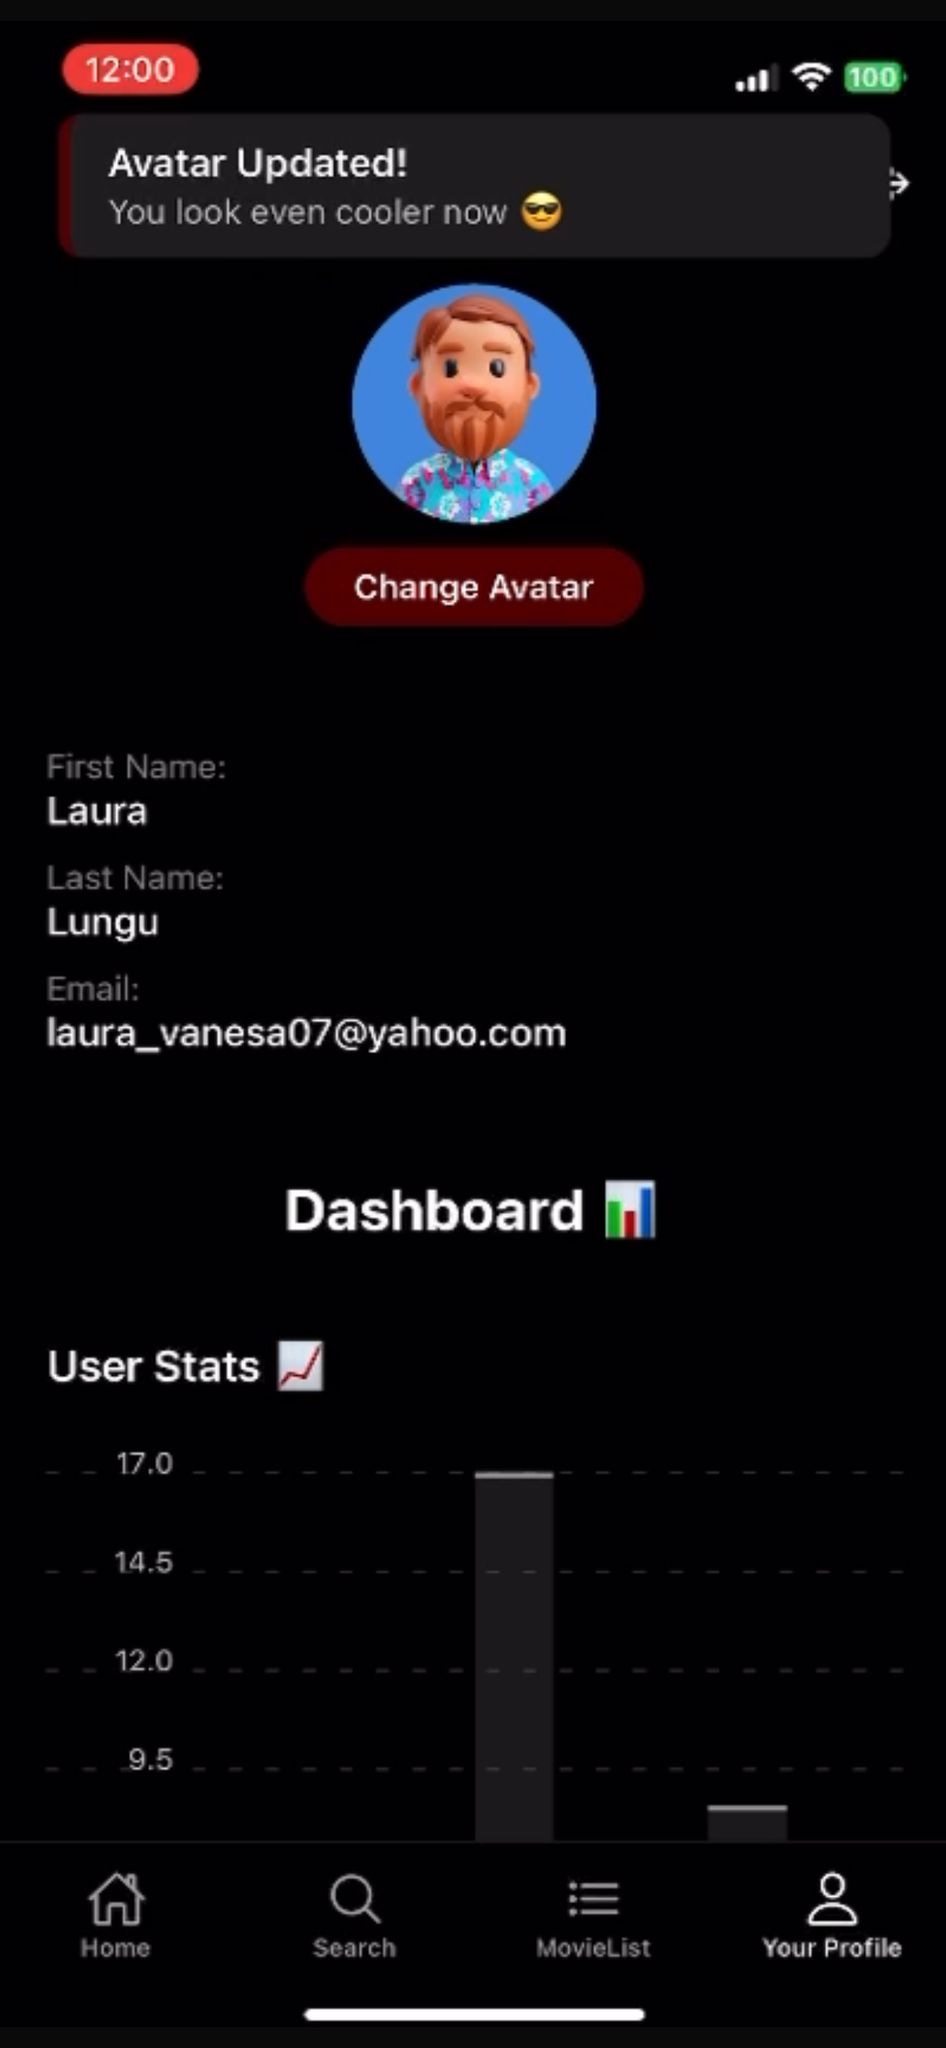 12:00
100
Avatar Updated!
You look even cooler now 😎
Change Avatar
First Name:
Laura
Last Name:
Lungu
Email:
laura_vanesa07@yahoo.com
Dashboard 📊
User Stats 📈
17.0
14.5
12.0
9.5
Home
Search
MovieList
Your Profile